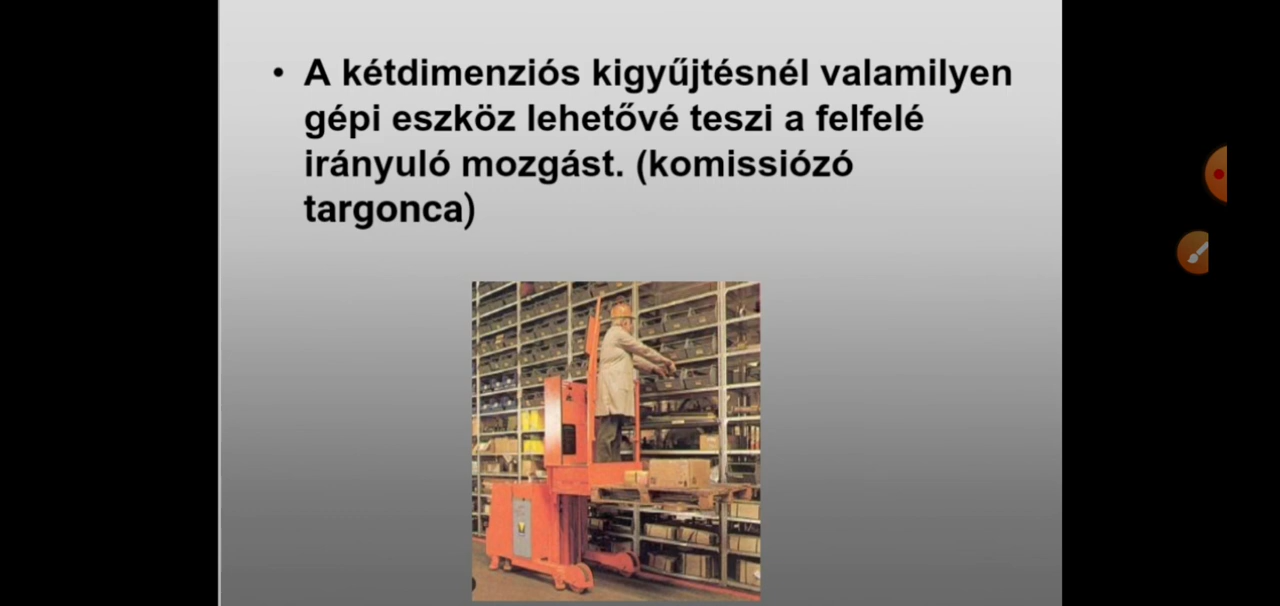 • A kétdimenziós kigyűjtésnél valamilyen
gépi eszköz lehetővé teszi a felfelé
irányuló mozgást. (komissiózó
targonca)